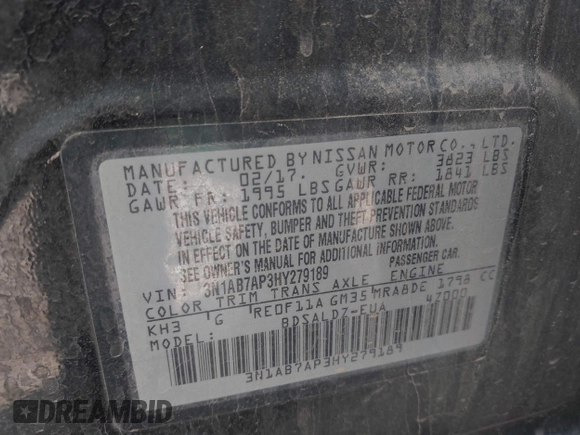 MANUFACTURED BY NISSAN MOTOR CO., LTD.
DATE: 02/17. GVWR: 3823 LBS
GAWR FR: 1995 LBS GAWR RR: 1841 LBS
THIS VEHICLE CONFORMS TO ALL APPLICABLE FEDERAL MOTOR
VEHICLE SAFETY, BUMPER AND THEFT PREVENTION STANDARDS
IN EFFECT ON THE DATE OF MANUFACTURE SHOWN ABOVE.
SEE OWNER'S MANUAL FOR ADDITIONAL INFORMATION.
VIN: 3N1AB7AP3HY279189 PASSENGER CAR.
COLOR TRIM TRANS AXLE ENGINE
KH3 G RE0F11A GM35 MRA8DE 1798 CC
MODEL: BDSALDZ-EUA 47000
3N1AB7AP3HY279189
DREAMBID